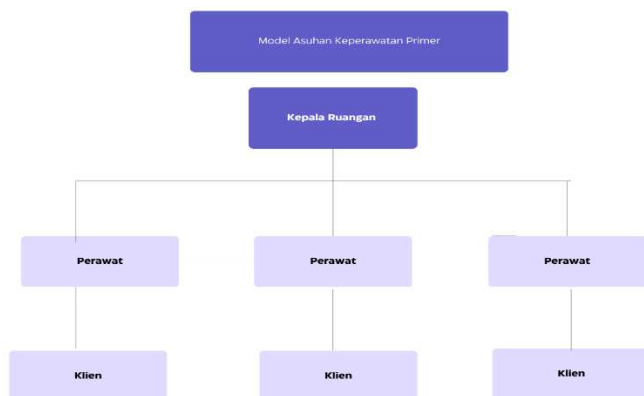 Model Asuhan Keperawatan Primer
Kepala Ruangan
Perawat
Perawat
Perawat
Klien
Klien
Klien